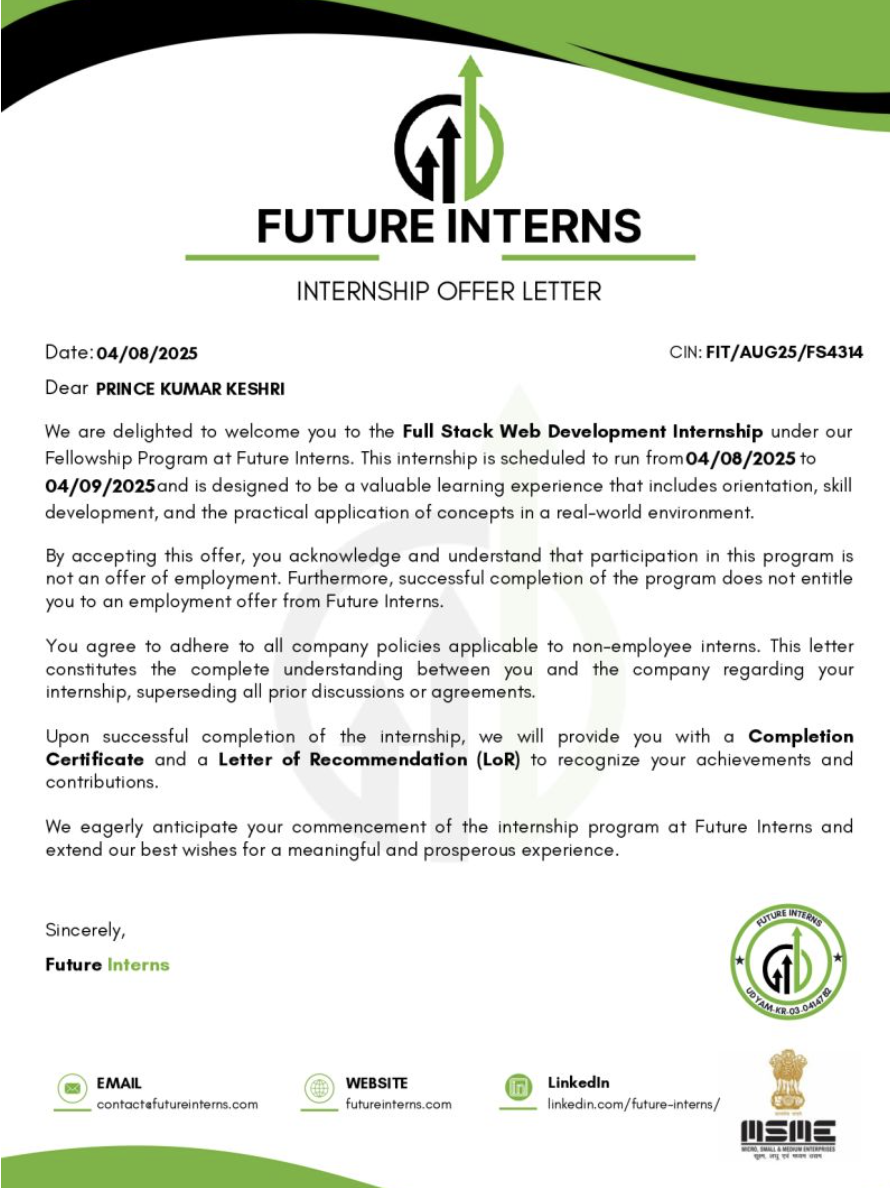 FUTURE INTERNS
INTERNSHIP OFFER LETTER
Date: 04/08/2025
CIN: FIT/AUG25/FS4314
Dear PRINCE KUMAR KESHRI
We are delighted to welcome you to the Full Stack Web Development Internship under our
Fellowship Program at Future Interns. This internship is scheduled to run from 04/08/2025 to
04/09/2025 and is designed to be a valuable learning experience that includes orientation, skill
development, and the practical application of concepts in a real-world environment.
By accepting this offer, you acknowledge and understand that participation in this program is
not an offer of employment. Furthermore, successful completion of the program does not entitle
you to an employment offer from Future Interns.
You agree to adhere to all company policies applicable to non-employee interns. This letter
constitutes the complete understanding between you and the company regarding your
internship, superseding all prior discussions or agreements.
Upon successful completion of the internship, we will provide you with a Completion
Certificate and a Letter of Recommendation (LoR) to recognize your achievements and
contributions.
We eagerly anticipate your commencement of the internship program at Future Interns and
extend our best wishes for a meaningful and prosperous experience.
Sincerely,
Future Interns
FUTURE INTERNS
UDYAM-KR-03-0414782
EMAIL
contact@futureinterns.com
WEBSITE
futureinterns.com
LinkedIn
linkedin.com/future-interns/
MSME
MICRO, SMALL & MEDIUM ENTERPRISES
सूक्ष्म, लघु एवं मध्यम उद्यम